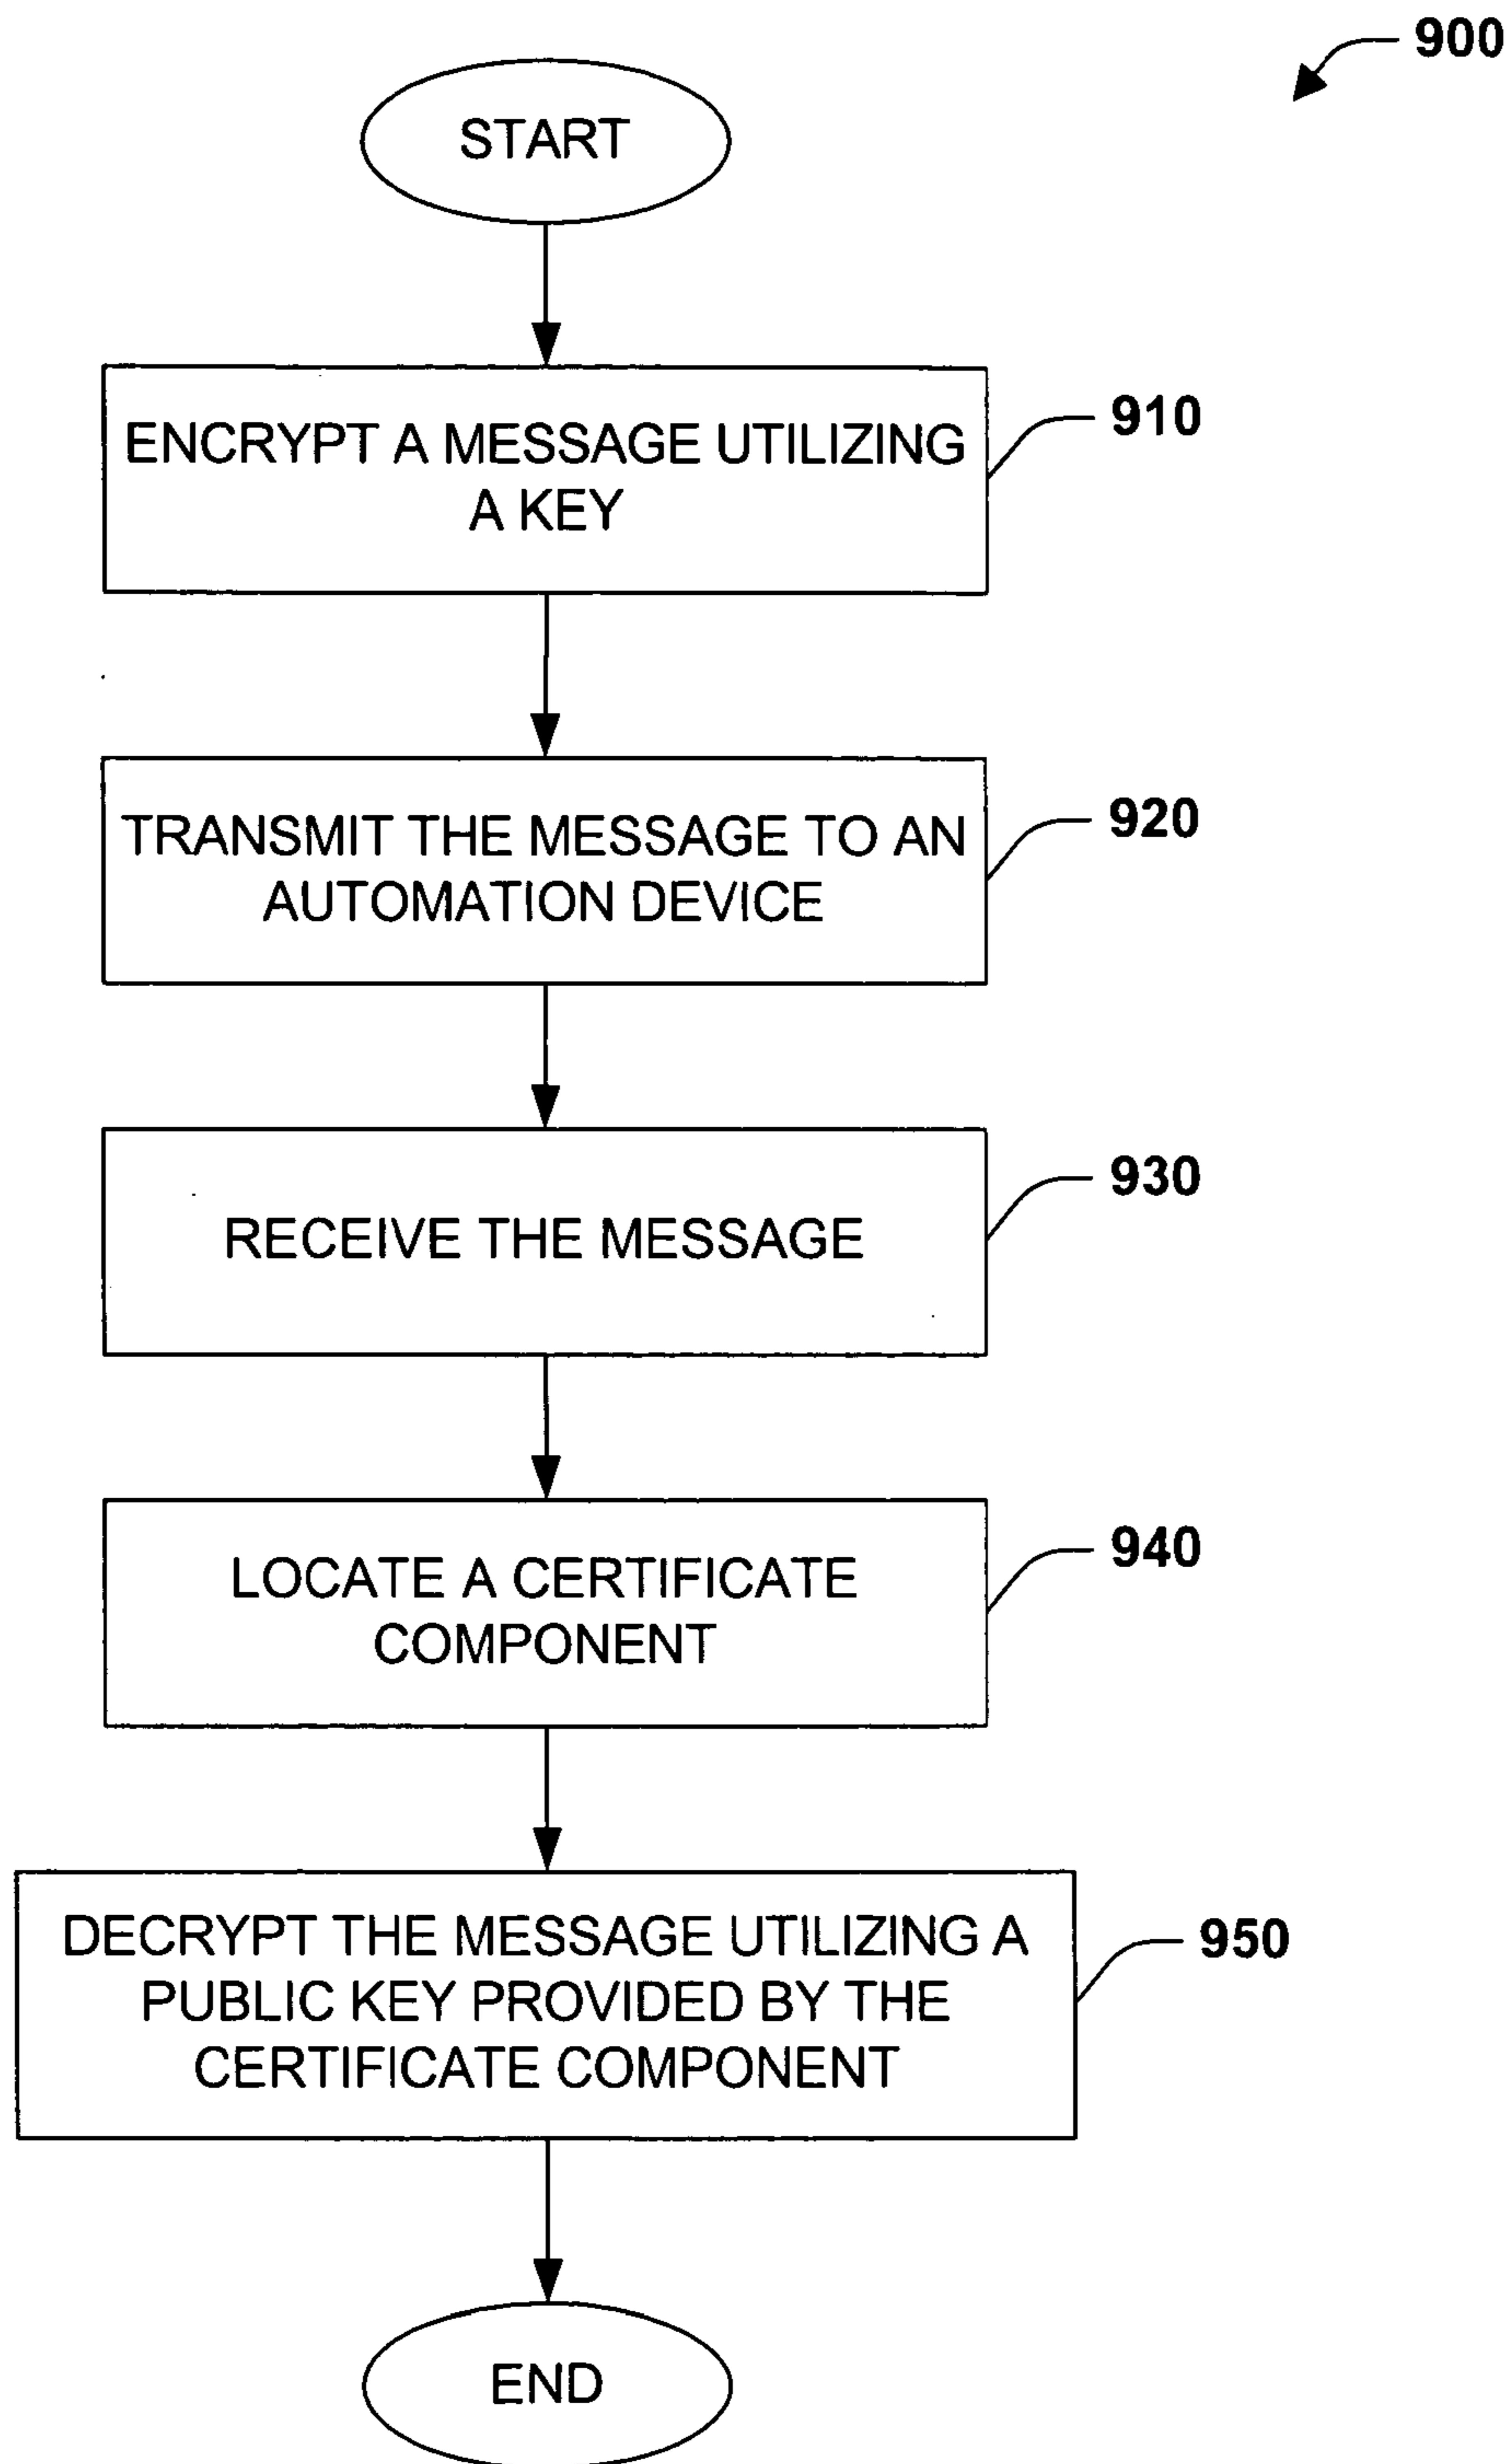 900
START
ENCRYPT A MESSAGE UTILIZING
A KEY
910
TRANSMIT THE MESSAGE TO AN
AUTOMATION DEVICE
920
RECEIVE THE MESSAGE
930
LOCATE A CERTIFICATE
COMPONENT
940
DECRYPT THE MESSAGE UTILIZING A
PUBLIC KEY PROVIDED BY THE
CERTIFICATE COMPONENT
950
END